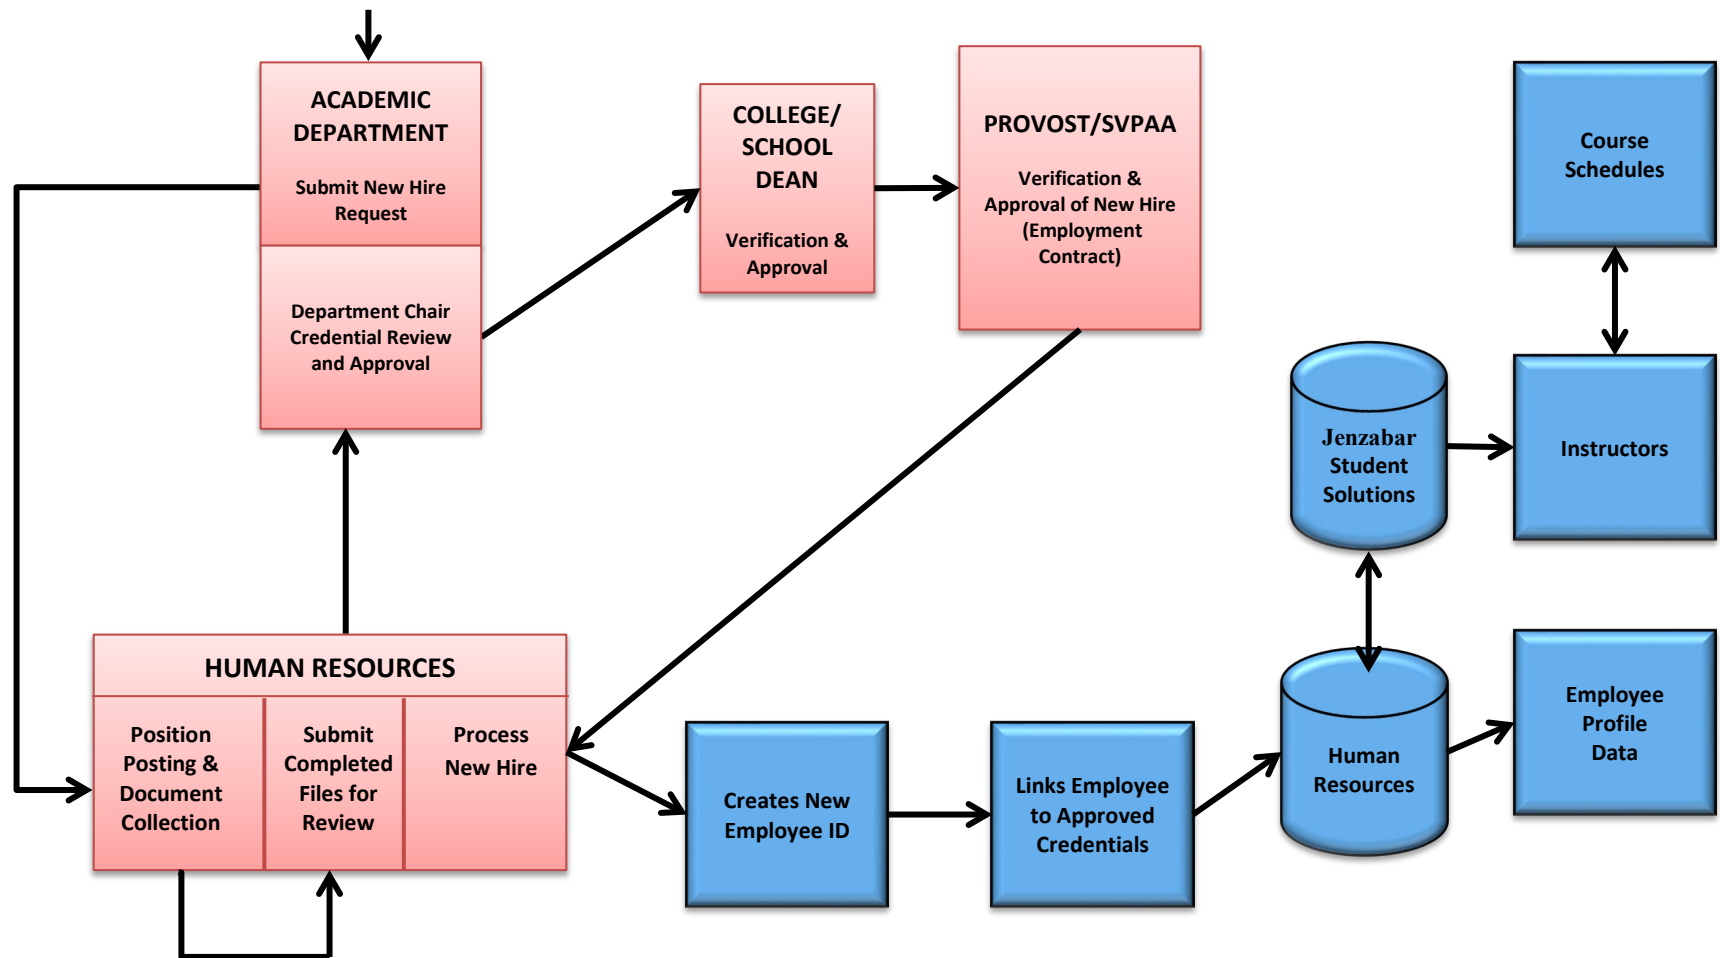 ACADEMIC
DEPARTMENT
Submit New Hire
Request
Department Chair
Credential Review
and Approval
COLLEGE/
SCHOOL
DEAN
Verification &
Approval
PROVOST/SVPAA
Verification &
Approval of New Hire
(Employment
Contract)
Course
Schedules
Jenzabar
Student
Solutions
Instructors
HUMAN RESOURCES
Position
Posting &
Document
Collection
Submit
Completed
Files for
Review
Process
New Hire
Creates New
Employee ID
Links Employee
to Approved
Credentials
Human
Resources
Employee
Profile
Data